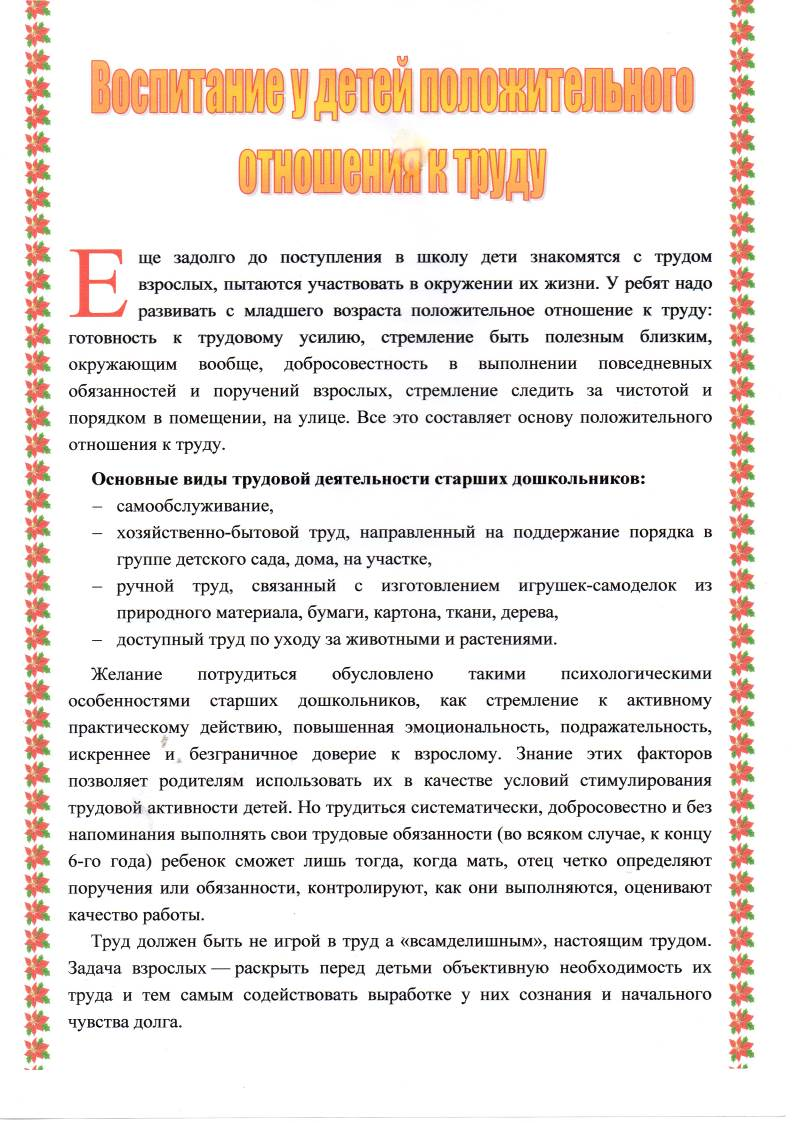 Воспитание у детей положительного
отношения к труду
Еще задолго до поступления в школу дети знакомятся с трудом
взрослых, пытаются участвовать в окружении их жизни. У ребят надо
развивать с младшего возраста положительное отношение к труду:
готовность к трудовому усилию, стремление быть полезным близким,
окружающим вообще, добросовестность в выполнении повседневных
обязанностей и поручений взрослых, стремление следить за чистотой и
порядком в помещении, на улице. Все это составляет основу положительного
отношения к труду.
Основные виды трудовой деятельности старших дошкольников:
– самообслуживание,
– хозяйственно-бытовой труд, направленный на поддержание порядка в
группе детского сада, дома, на участке,
– ручной труд, связанный с изготовлением игрушек-самоделок из
природного материала, бумаги, картона, ткани, дерева,
– доступный труд по уходу за животными и растениями.
Желание потрудиться обусловлено такими психологическими
особенностями старших дошкольников, как стремление к активному
практическому действию, повышенная эмоциональность, подражательность,
искреннее и безграничное доверие к взрослому. Знание этих факторов
позволяет родителям использовать их в качестве условий стимулирования
трудовой активности детей. Но трудиться систематически, добросовестно и без
напоминания выполнять свои трудовые обязанности (во всяком случае, к концу
6-го года) ребенок сможет лишь тогда, когда мать, отец четко определяют
поручения или обязанности, контролируют, как они выполняются, оценивают
качество работы.
Труд должен быть не игрой в труд а «всамделишным», настоящим трудом.
Задача взрослых — раскрыть перед детьми объективную необходимость их
труда и тем самым содействовать выработке у них сознания и начального
чувства долга.